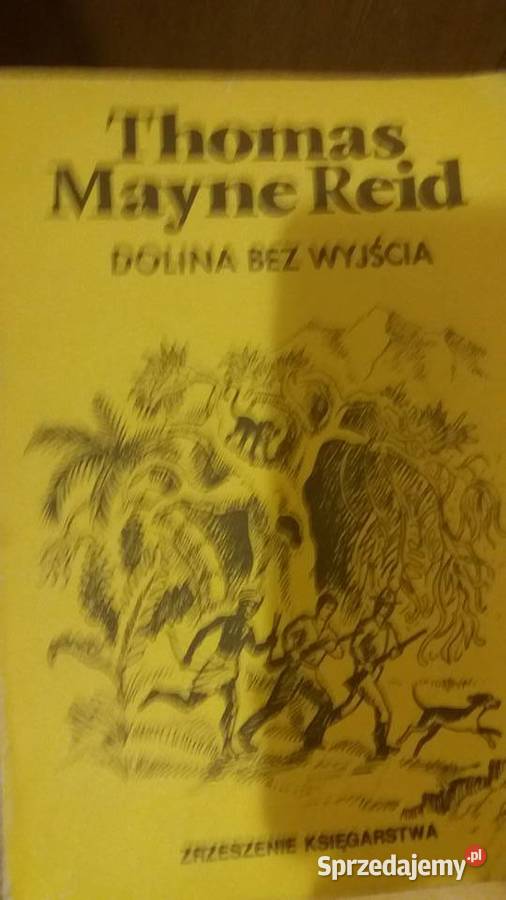 Thomas
Mayne Reid
DOLINA BEZ WYJŚCIA
ZRZESZENIE KSIĘGARSTWA
Sprzedajemy.pl